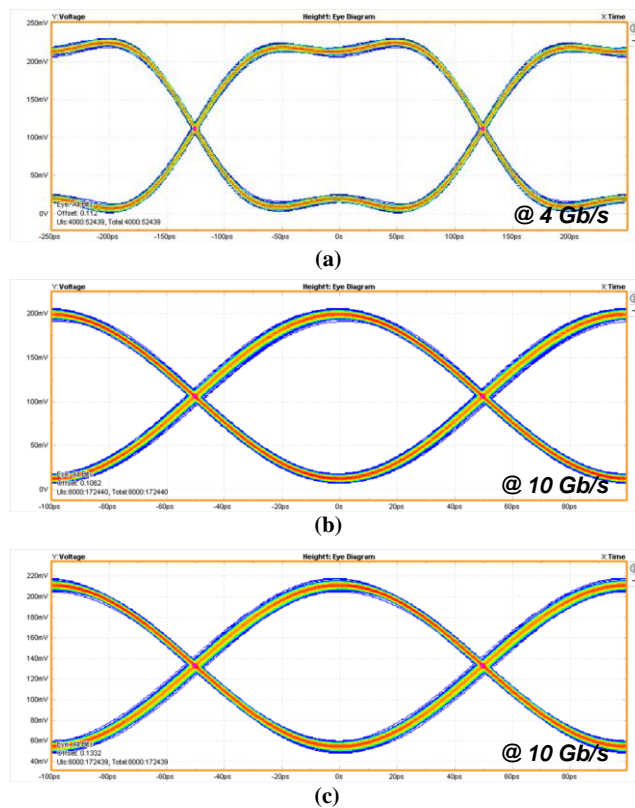 Y:Voltage Height1: Eye Diagram X:Time
250mV
200mV
150mV
100mV
50mV
0V
Offset: 0.112
UIs:4000:52439, Total:4000:52439
@ 4 Gb/s
-250ps -200ps -150ps -100ps -50ps 0s 50ps 100ps 150ps 200ps
(a)
Y:Voltage Height1: Eye Diagram X:Time
200mV
150mV
100mV
50mV
0V
Offset: 0.1062
UIs:8000:172440, Total:8000:172440
@ 10 Gb/s
-100ps -80ps -60ps -40ps -20ps 0s 20ps 40ps 60ps 80ps
(b)
Y:Voltage Height1: Eye Diagram X:Time
220mV
200mV
180mV
160mV
140mV
120mV
100mV
80mV
60mV
40mV
Offset: 0.1332
UIs:8000:172439, Total:8000:172439
@ 10 Gb/s
-100ps -80ps -60ps -40ps -20ps 0s 20ps 40ps 60ps 80ps
(c)